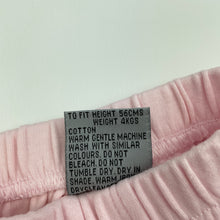 TO FIT HEIGHT 56CMS
WEIGHT 4KGS
COTTON
WARM GENTLE MACHINE
WASH WITH SIMILAR
COLOURS. DO NOT
BLEACH. DO NOT
TUMBLE DRY. DRY IN
SHADE. WARM IRON
DRYCLEAN